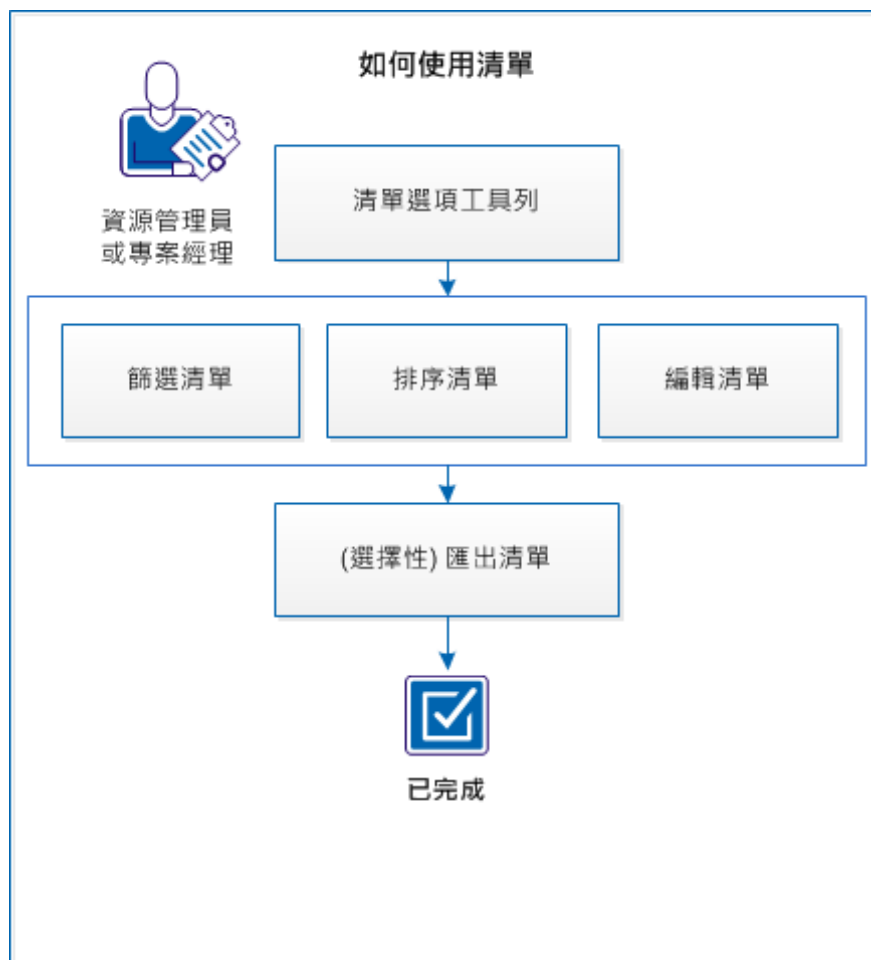 如何使用清單
資源管理員
或專案經理
清單選項工具列
篩選清單
排序清單
編輯清單
(選擇性) 匯出清單
已完成